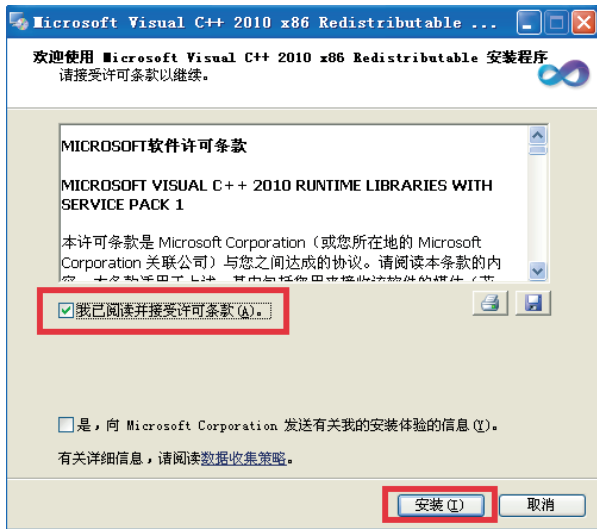 Microsoft Visual C++ 2010 x86 Redistributable ...
欢迎使用 Microsoft Visual C++ 2010 x86 Redistributable 安装程序
请接受许可条款以继续。
MICROSOFT软件许可条款
MICROSOFT VISUAL C++ 2010 RUNTIME LIBRARIES WITH
SERVICE PACK 1
本许可条款是 Microsoft Corporation（或您所在地的 Microsoft
Corporation 关联公司）与您之间达成的协议。请阅读本条款的内
我已阅读并接受许可条款(A)。
是，向 Microsoft Corporation 发送有关我的安装体验的信息(Y)。
有关详细信息，请阅读数据收集策略。
安装(I)
取消